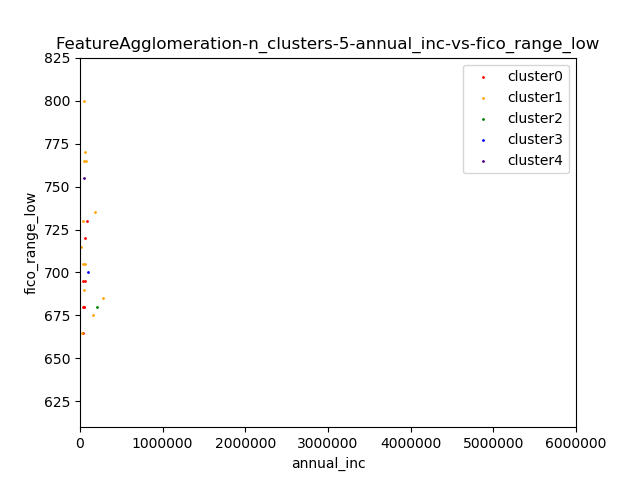 FeatureAgglomeration-n_clusters-5-annual_inc-vs-fico_range_low
825
800
775
750
725
700
675
650
625
fico_range_low
cluster0
cluster1
cluster2
cluster3
cluster4
0 1000000 2000000 3000000 4000000 5000000 6000000
annual_inc